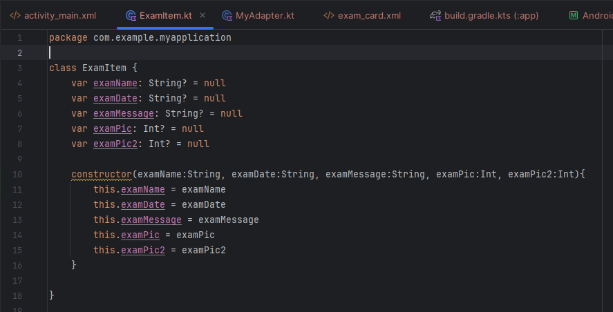 activity_main.xml ExamItem.kt MyAdapter.kt exam_card.xml build.gradle.kts (:app)
1 package com.example.myapplication
2
3 class ExamItem {
4 var examName: String? = null
5 var examDate: String? = null
6 var examMessage: String? = null
7 var examPic: Int? = null
8 var examPic2: Int? = null
9
10 constructor(examName:String, examDate:String, examMessage:String, examPic:Int, examPic2:Int){
11 this.examName = examName
12 this.examDate = examDate
13 this.examMessage = examMessage
14 this.examPic = examPic
15 this.examPic2 = examPic2
16 }
17
18 }